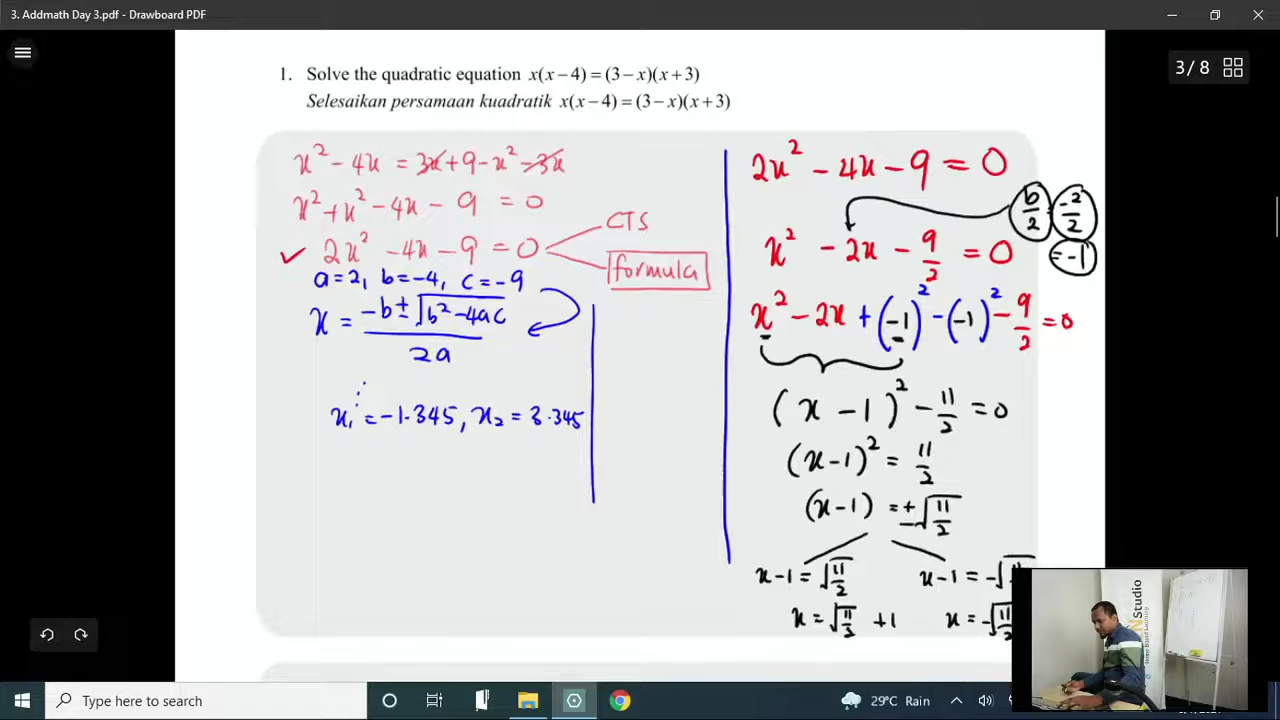 3. Addmath Day 3.pdf - Drawboard PDF
3 / 8
1. Solve the quadratic equation x(x−4) = (3−x)(x+3)
Selesaikan persamaan kuadratik x(x−4) = (3−x)(x+3)
x² − 4x = 3x + 9 − x² − 3x
x² + x² − 4x − 9 = 0
✓ 2x² − 4x − 9 = 0
CTS
formula
a = 2, b = −4, c = −9
x = (−b ± √(b² − 4ac)) / 2a
⋮
x₁ = −1.345, x₂ = 3.345
2x² − 4x − 9 = 0
b/2 −2/2
= −1
x² − 2x − 9/2 = 0
x² − 2x + (−1)² − (−1)² − 9/2 = 0
(x − 1)² − 11/2 = 0
(x − 1)² = 11/2
(x − 1) = ±√(11/2)
x − 1 = √(11/2) x − 1 = −√
x = √(11/2) + 1 x = −√(11/2)
N Studio
Type here to search
29°C Rain